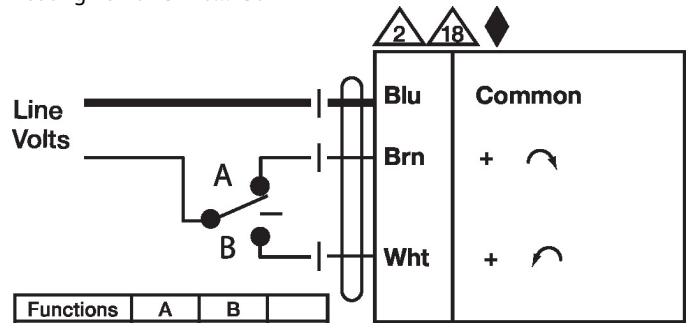 2 18
Line
Volts
Blu Common
Brn +
A
B
Wht +
Functions A B